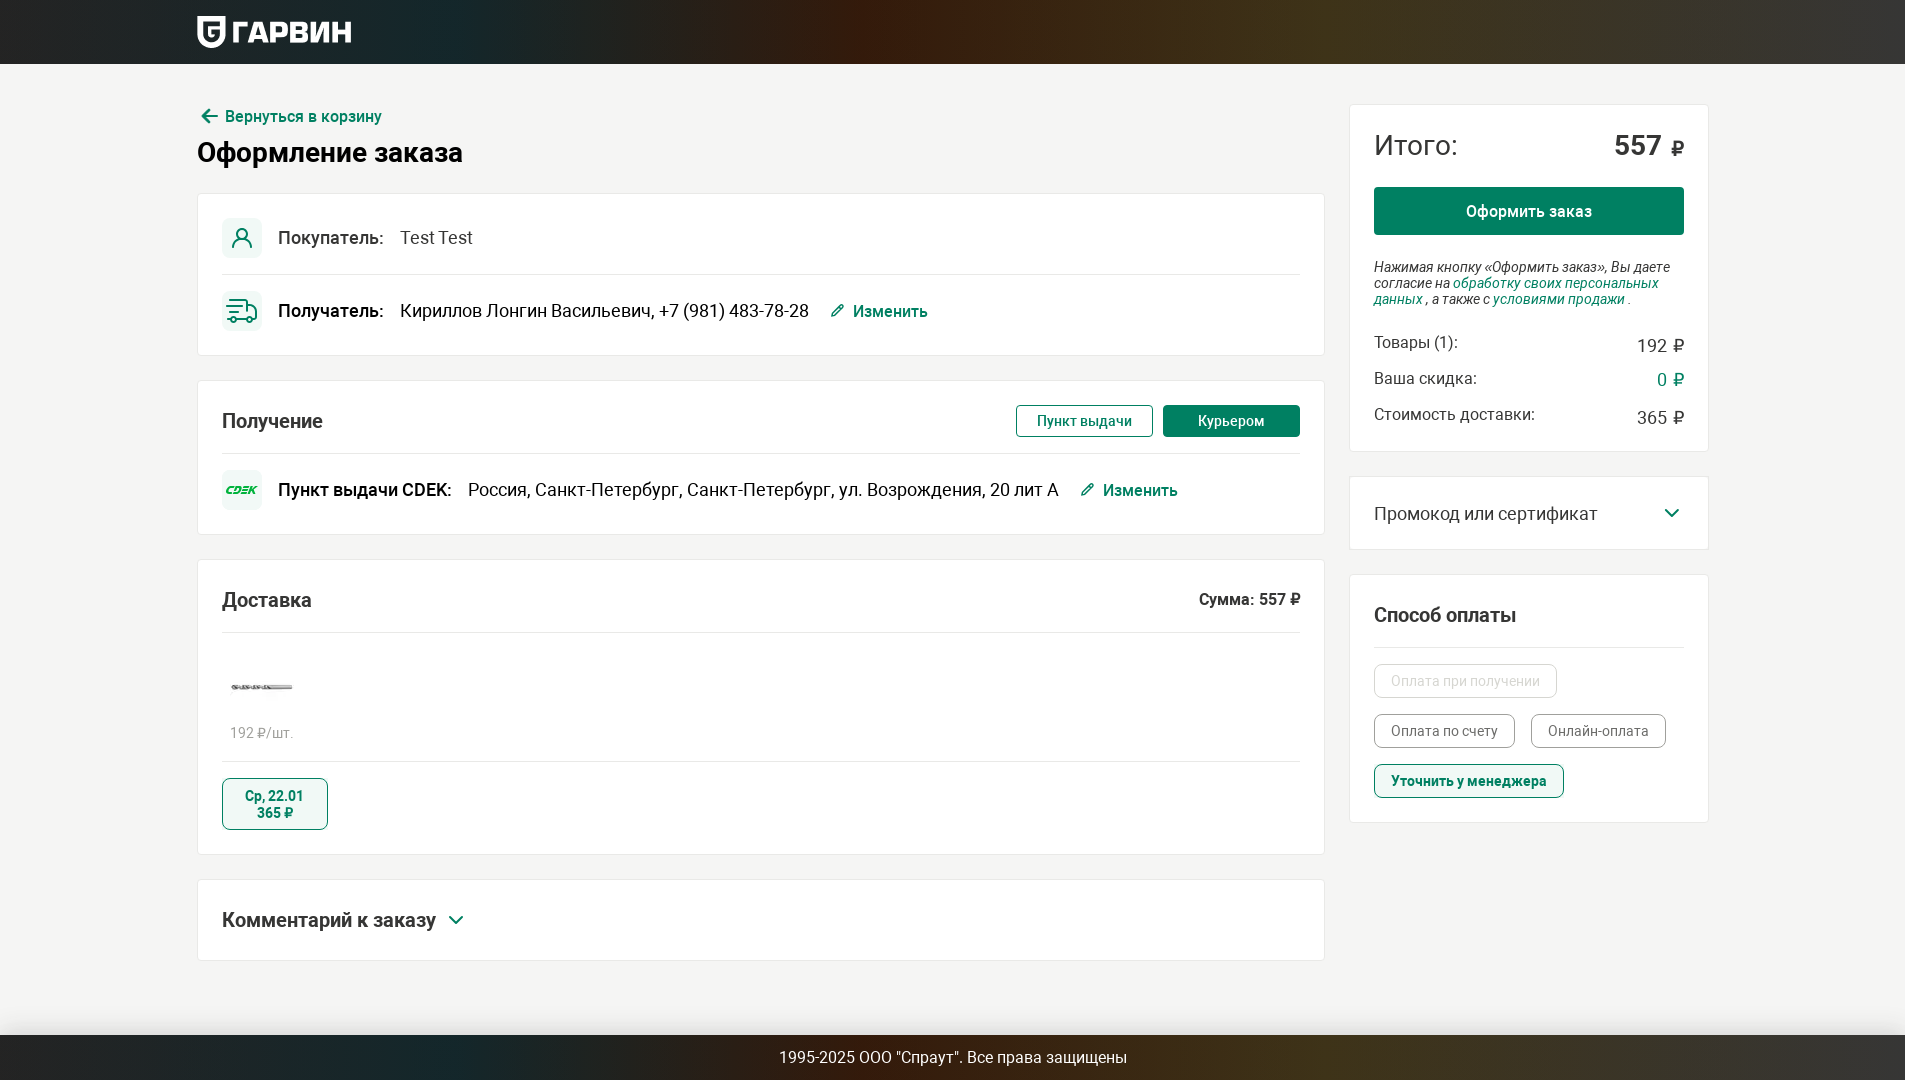 ГАРВИН
Вернуться в корзину
Оформление заказа
Покупатель: Test Test
Получатель: Кириллов Лонгин Васильевич, +7 (981) 483-78-28 Изменить
Получение Пункт выдачи Курьером
CDEK Пункт выдачи CDEK: Россия, Санкт-Петербург, Санкт-Петербург, ул. Возрождения, 20 лит А Изменить
Доставка Сумма: 557 ₽
192 ₽/шт.
Ср, 22.01
365 ₽
Комментарий к заказу
Итого: 557 ₽
Оформить заказ
Нажимая кнопку «Оформить заказ», Вы даете
согласие на обработку своих персональных
данных , а также с условиями продажи .
Товары (1): 192 ₽
Ваша скидка: 0 ₽
Стоимость доставки: 365 ₽
Промокод или сертификат
Способ оплаты
Оплата при получении
Оплата по счету Онлайн-оплата
Уточнить у менеджера
1995-2025 ООО "Спраут". Все права защищены